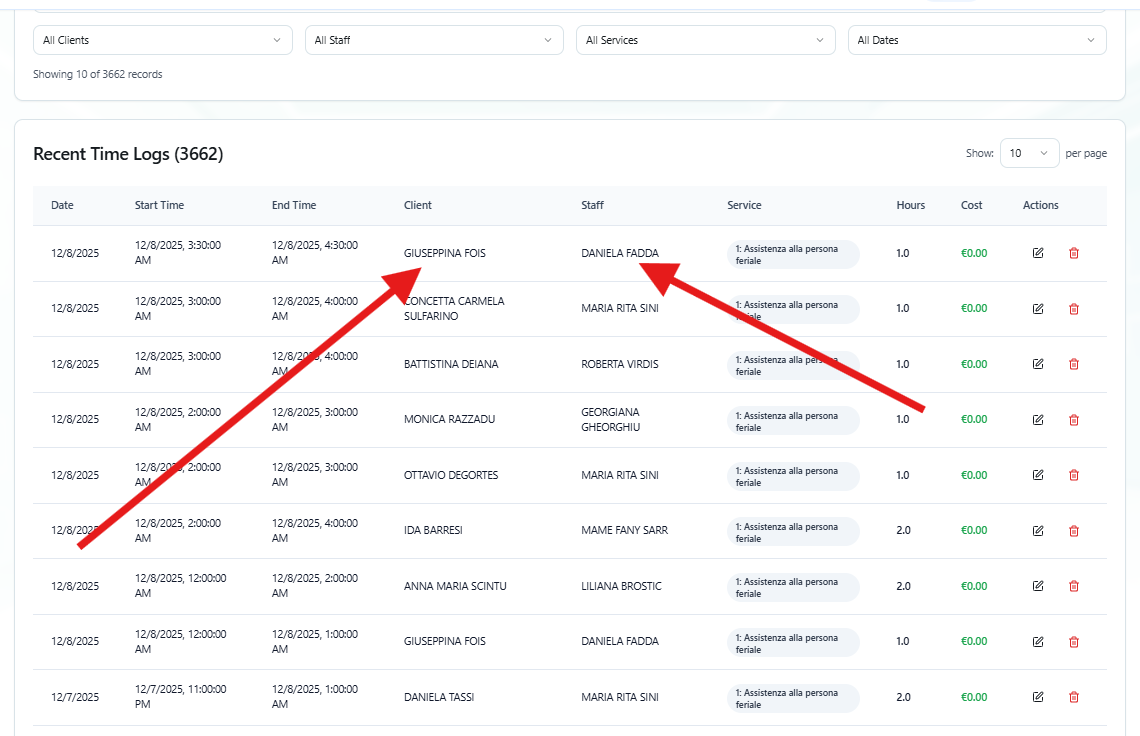 All Clients
All Staff
All Services
All Dates
Showing 10 of 3662 records
Recent Time Logs (3662)
Show: 10 per page
Date Start Time End Time Client Staff Service Hours Cost Actions
12/8/2025 12/8/2025, 3:30:00 AM 12/8/2025, 4:30:00 AM GIUSEPPINA FOIS DANIELA FADDA 1: Assistenza alla persona feriale 1.0 €0.00
12/8/2025 12/8/2025, 3:00:00 AM 12/8/2025, 4:00:00 AM CONCETTA CARMELA SULFARINO MARIA RITA SINI 1: Assistenza alla persona feriale 1.0 €0.00
12/8/2025 12/8/2025, 3:00:00 AM 12/8/2025, 4:00:00 AM BATTISTINA DEIANA ROBERTA VIRDIS 1: Assistenza alla persona feriale 1.0 €0.00
12/8/2025 12/8/2025, 2:00:00 AM 12/8/2025, 3:00:00 AM MONICA RAZZADU GEORGIANA GHEORGHIU 1: Assistenza alla persona feriale 1.0 €0.00
12/8/2025 12/8/2025, 2:00:00 AM 12/8/2025, 3:00:00 AM OTTAVIO DEGORTES MARIA RITA SINI 1: Assistenza alla persona feriale 1.0 €0.00
12/8/2025 12/8/2025, 2:00:00 AM 12/8/2025, 4:00:00 AM IDA BARRESI MAME FANY SARR 1: Assistenza alla persona feriale 2.0 €0.00
12/8/2025 12/8/2025, 12:00:00 AM 12/8/2025, 2:00:00 AM ANNA MARIA SCINTU LILIANA BROSTIC 1: Assistenza alla persona feriale 2.0 €0.00
12/8/2025 12/8/2025, 12:00:00 AM 12/8/2025, 1:00:00 AM GIUSEPPINA FOIS DANIELA FADDA 1: Assistenza alla persona feriale 1.0 €0.00
12/7/2025 12/7/2025, 11:00:00 PM 12/8/2025, 1:00:00 AM DANIELA TASSI MARIA RITA SINI 1: Assistenza alla persona feriale 2.0 €0.00